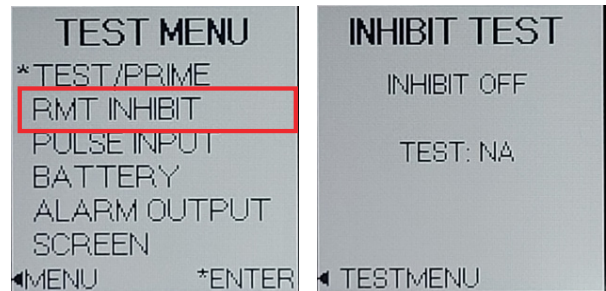 TEST MENU
*TEST/PRIME
RMT INHIBIT
PULSE INPUT
BATTERY
ALARM OUTPUT
SCREEN
◄MENU *ENTER
INHIBIT TEST
INHIBIT OFF
TEST: NA
◄ TESTMENU